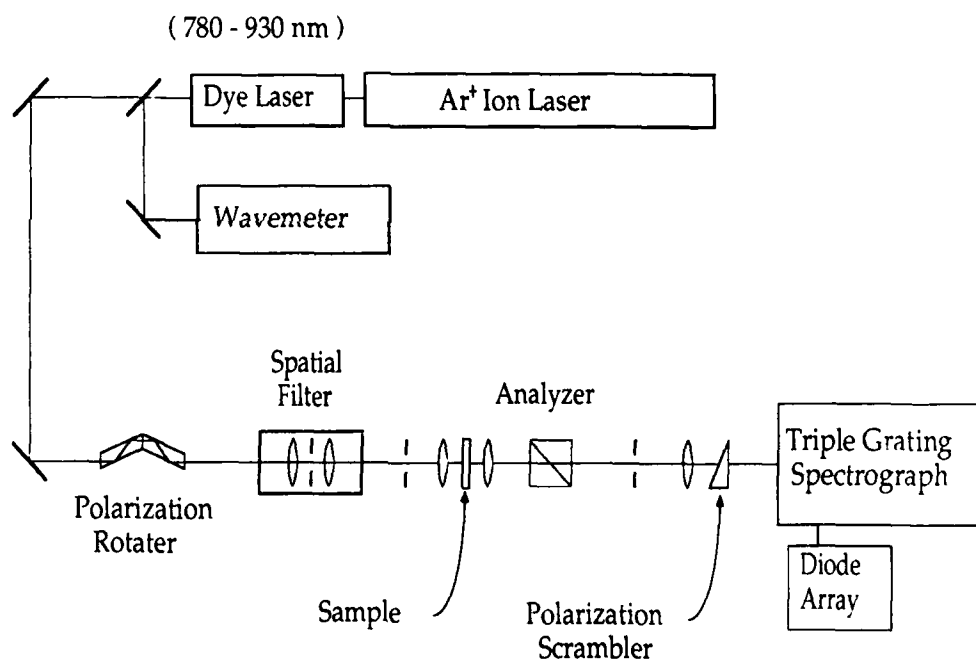 ( 780 - 930 nm )
Dye Laser
Ar+ Ion Laser
Wavemeter
Spatial
Filter
Analyzer
Triple Grating
Spectrograph
Polarization
Rotater
Diode
Array
Sample
Polarization
Scrambler